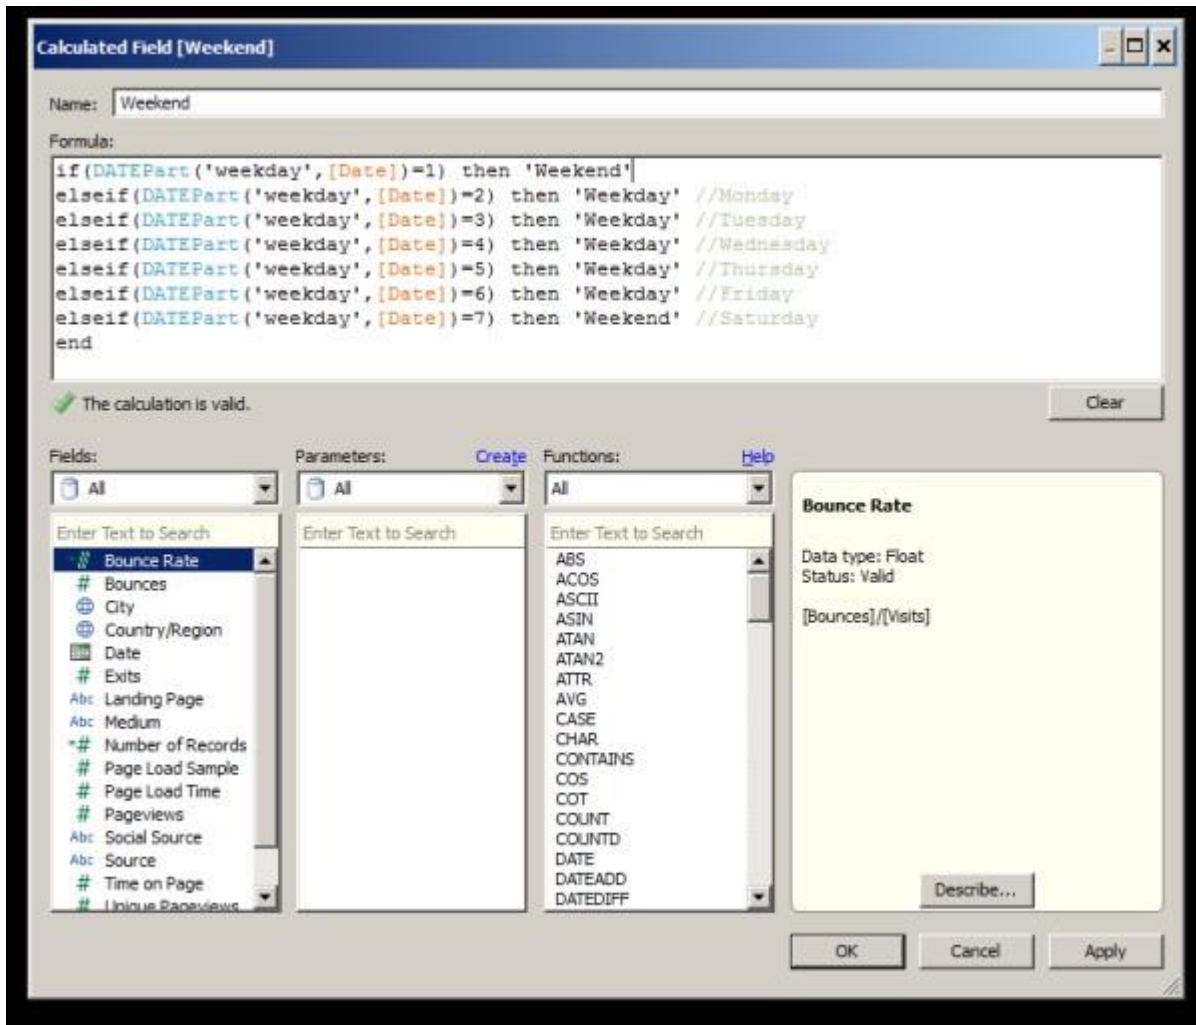 Calculated Field [Weekend]
Name: Weekend
Formula:
if(DATEPart('weekday',[Date])=1) then 'Weekend'
elseif(DATEPart('weekday',[Date])=2) then 'Weekday' //Monday
elseif(DATEPart('weekday',[Date])=3) then 'Weekday' //Tuesday
elseif(DATEPart('weekday',[Date])=4) then 'Weekday' //Wednesday
elseif(DATEPart('weekday',[Date])=5) then 'Weekday' //Thursday
elseif(DATEPart('weekday',[Date])=6) then 'Weekday' //Friday
elseif(DATEPart('weekday',[Date])=7) then 'Weekend' //Saturday
end
The calculation is valid.
Clear
Fields:
All
Enter Text to Search
# Bounce Rate
# Bounces
City
Country/Region
Date
# Exits
Abc Landing Page
Abc Medium
# Number of Records
# Page Load Sample
# Page Load Time
# Pageviews
Abc Social Source
Abc Source
# Time on Page
# Unique Pageviews
Parameters: Create
All
Enter Text to Search
Functions: Help
All
Enter Text to Search
ABS
ACOS
ASCII
ASIN
ATAN
ATAN2
ATTR
AVG
CASE
CHAR
CONTAINS
COS
COT
COUNT
COUNTD
DATE
DATEADD
DATEDIFF
Bounce Rate
Data type: Float
Status: Valid
[Bounces]/[Visits]
Describe...
OK Cancel Apply